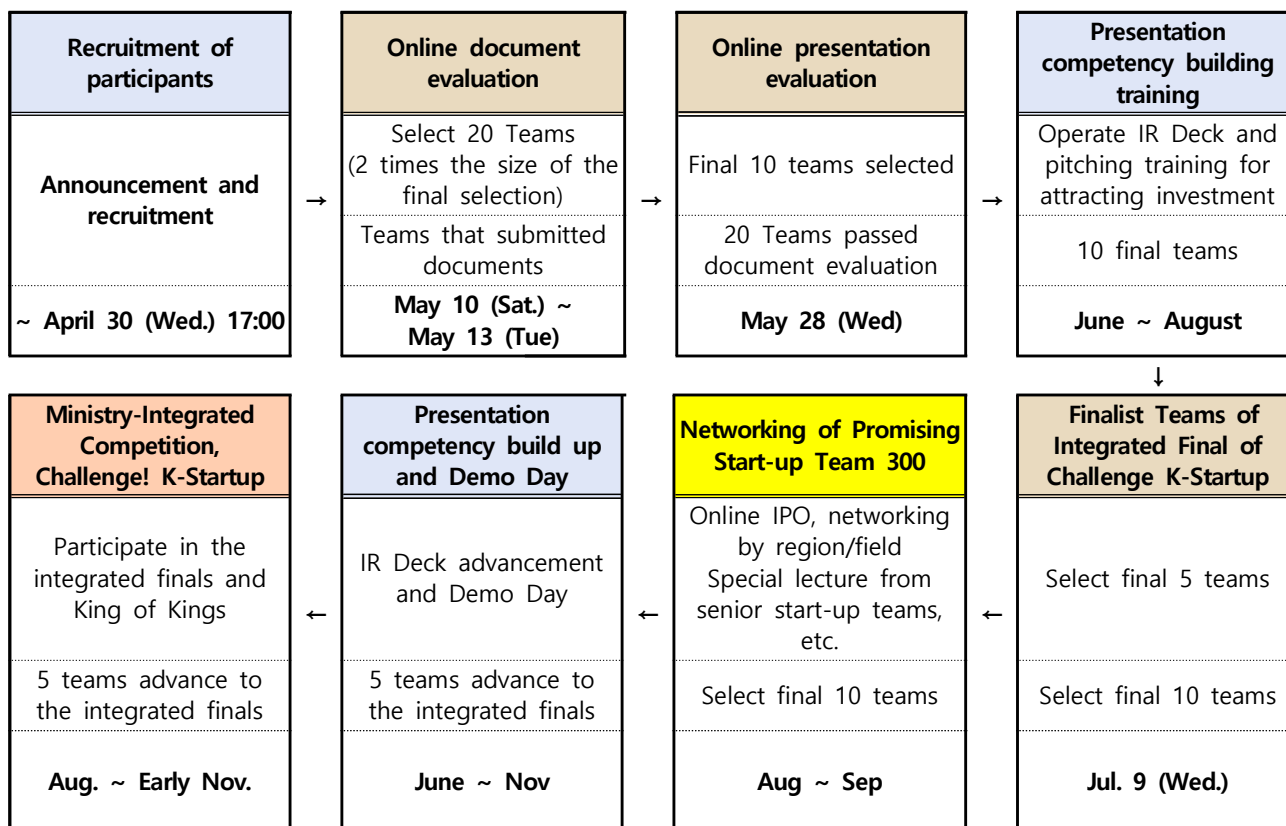 Recruitment of
participants
Announcement and
recruitment
~ April 30 (Wed.) 17:00
→
Online document
evaluation
Select 20 Teams
(2 times the size of the
final selection)
Teams that submitted
documents
May 10 (Sat.) ~
May 13 (Tue)
→
Online presentation
evaluation
Final 10 teams selected
20 Teams passed
document evaluation
May 28 (Wed)
→
Presentation
competency building
training
Operate IR Deck and
pitching training for
attracting investment
10 final teams
June ~ August
↓
Finalist Teams of
Integrated Final of
Challenge K-Startup
Select final 5 teams
Select final 10 teams
Jul. 9 (Wed.)
←
Networking of Promising
Start-up Team 300
Online IPO, networking
by region/field
Special lecture from
senior start-up teams,
etc.
Select final 10 teams
Aug ~ Sep
←
Presentation
competency build up
and Demo Day
IR Deck advancement
and Demo Day
5 teams advance to
the integrated finals
June ~ Nov
←
Ministry-Integrated
Competition,
Challenge! K-Startup
Participate in the
integrated finals and
King of Kings
5 teams advance to
the integrated finals
Aug. ~ Early Nov.